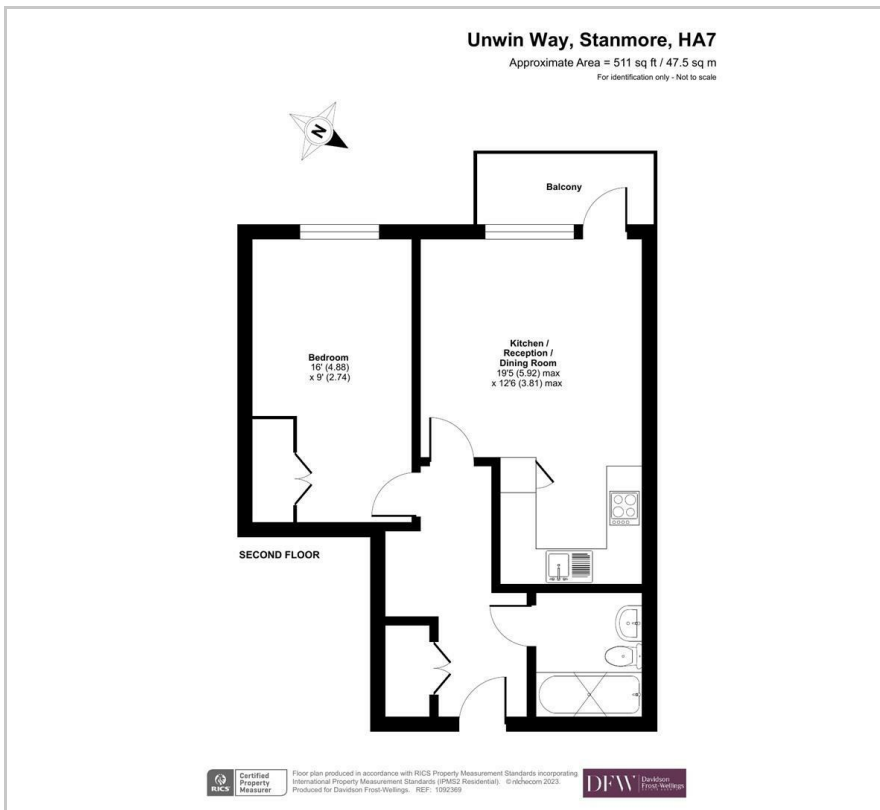 Unwin Way, Stanmore, HA7
Approximate Area = 511 sq ft / 47.5 sq m
For identification only - Not to scale
N
Balcony
Kitchen /
Reception /
Dining Room
19'5 (5.92) max
x 12'6 (3.81) max
Bedroom
16' (4.88)
x 9' (2.74)
SECOND FLOOR
RICS
Certified
Property
Measurer
Floor plan produced in accordance with RICS Property Measurement Standards incorporating
International Property Measurement Standards (IPMS2 Residential). © nichecom 2023.
Produced for Davidson Frost-Wellings. REF: 1092369
DFW
Davidson
Frost-Wellings